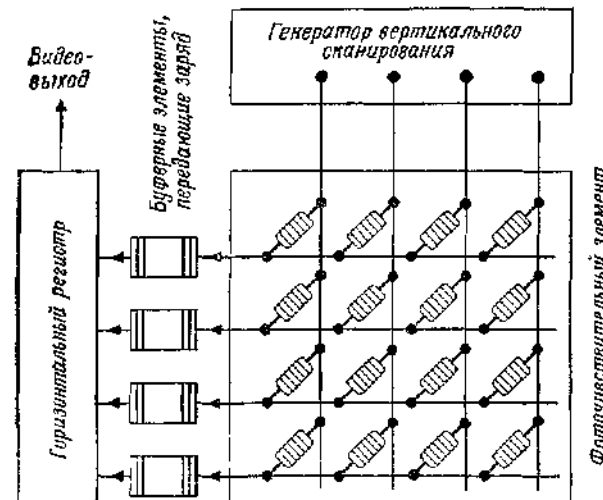 Генератор вертикального
сканирования
Видео-
выход
Буферные элементы,
передающие заряд
Горизонтальный регистр
Фоточувствительный элемент